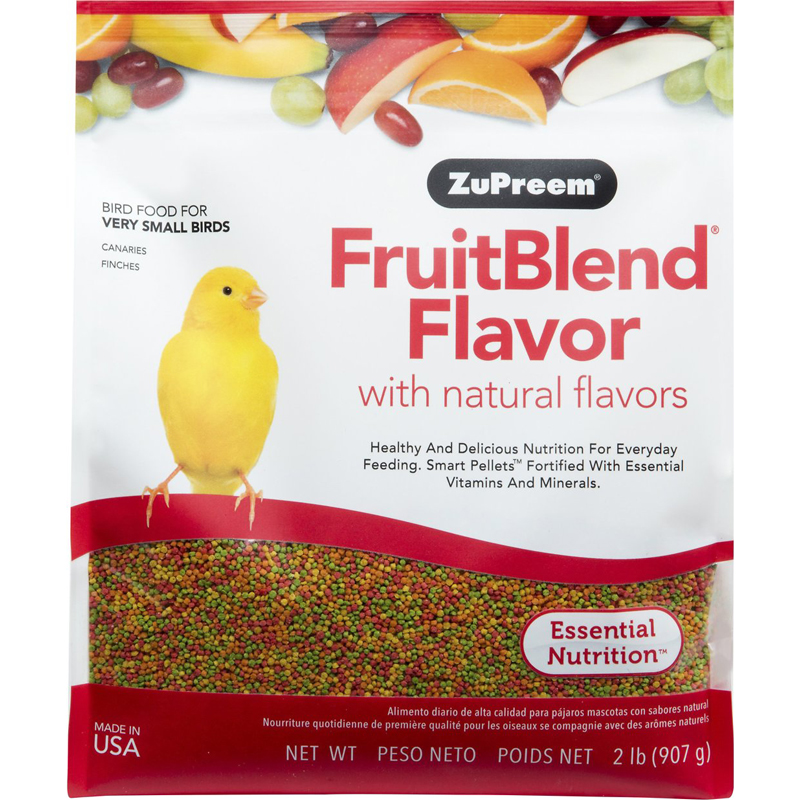 ZuPreem®
BIRD FOOD FOR
VERY SMALL BIRDS
CANARIES
FINCHES
FruitBlend®
Flavor
with natural flavors
Healthy And Delicious Nutrition For Everyday
Feeding. Smart Pellets™ Fortified With Essential
Vitamins And Minerals.
Essential
Nutrition™
Alimento diario de alta calidad para pájaros mascotas con sabores natural
Nourriture quotidienne de première qualité pour les oiseaux se compagnie avec des arômes naturels
MADE IN
USA
NET WT PESO NETO POIDS NET 2 lb (907 g)